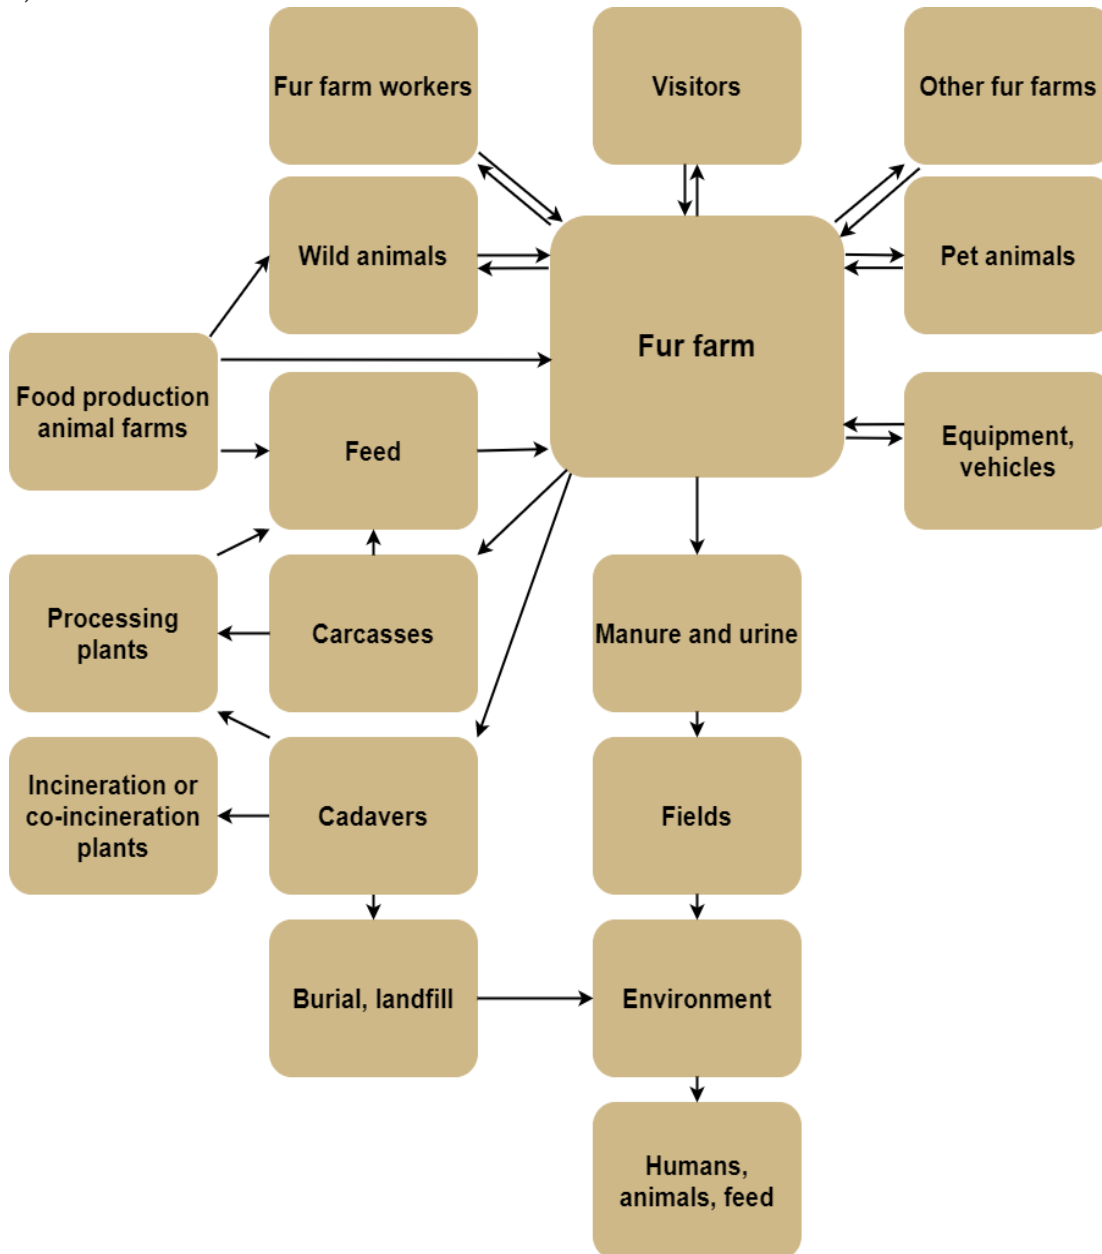 Fur farm workers
Visitors
Other fur farms
Wild animals
Pet animals
Fur farm
Food production
animal farms
Feed
Equipment,
vehicles
Processing
plants
Carcasses
Manure and urine
Incineration or
co-incineration
plants
Cadavers
Fields
Burial, landfill
Environment
Humans,
animals, feed